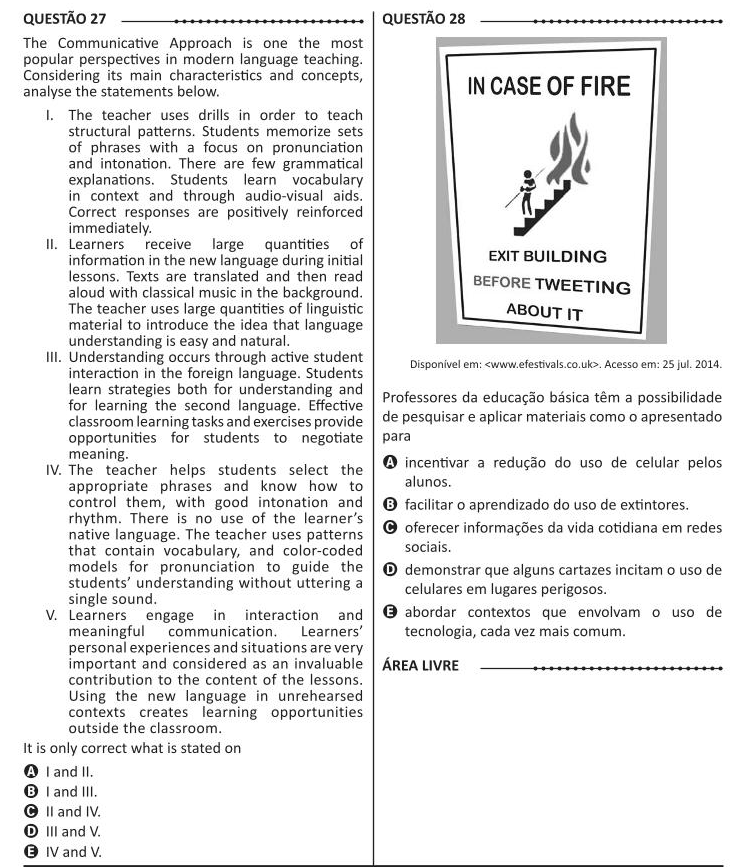 QUESTÃO 27
The Communicative Approach is one the most
popular perspectives in modern language teaching.
Considering its main characteristics and concepts,
analyse the statements below.
I. The teacher uses drills in order to teach
structural patterns. Students memorize sets
of phrases with a focus on pronunciation
and intonation. There are few grammatical
explanations. Students learn vocabulary
in context and through audio-visual aids.
Correct responses are positively reinforced
immediately.
II. Learners receive large quantities of
information in the new language during initial
lessons. Texts are translated and then read
aloud with classical music in the background.
The teacher uses large quantities of linguistic
material to introduce the idea that language
understanding is easy and natural.
III. Understanding occurs through active student
interaction in the foreign language. Students
learn strategies both for understanding and
for learning the second language. Effective
classroom learning tasks and exercises provide
opportunities for students to negotiate
meaning.
IV. The teacher helps students select the
appropriate phrases and know how to
control them, with good intonation and
rhythm. There is no use of the learner's
native language. The teacher uses patterns
that contain vocabulary, and color-coded
models for pronunciation to guide the
students' understanding without uttering a
single sound.
V. Learners engage in interaction and
meaningful communication. Learners'
personal experiences and situations are very
important and considered as an invaluable
contribution to the content of the lessons.
Using the new language in unrehearsed
contexts creates learning opportunities
outside the classroom.
It is only correct what is stated on
A I and II.
B I and III.
C II and IV.
D III and V.
E IV and V.
QUESTÃO 28
IN CASE OF FIRE
EXIT BUILDING
BEFORE TWEETING
ABOUT IT
Disponível em: <www.efestivals.co.uk>. Acesso em: 25 jul. 2014.
Professores da educação básica têm a possibilidade
de pesquisar e aplicar materiais como o apresentado
para
A incentivar a redução do uso de celular pelos
alunos.
B facilitar o aprendizado do uso de extintores.
C oferecer informações da vida cotidiana em redes
sociais.
D demonstrar que alguns cartazes incitam o uso de
celulares em lugares perigosos.
E abordar contextos que envolvam o uso de
tecnologia, cada vez mais comum.
ÁREA LIVRE